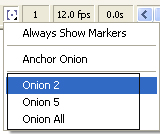 1 12.0 fps 0.0s
Always Show Markers
Anchor Onion
Onion 2
Onion 5
Onion All